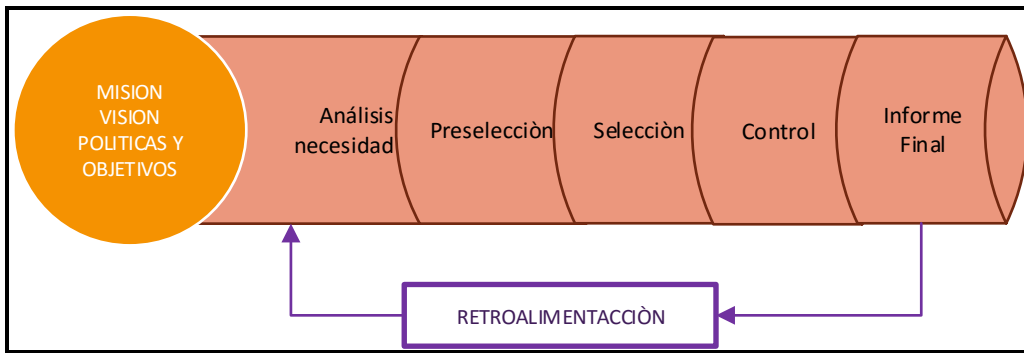 MISION
VISION
POLITICAS Y
OBJETIVOS
Análisis
necesidad
Preselecciòn
Selecciòn
Control
Informe
Final
RETROALIMENTACCIÒN